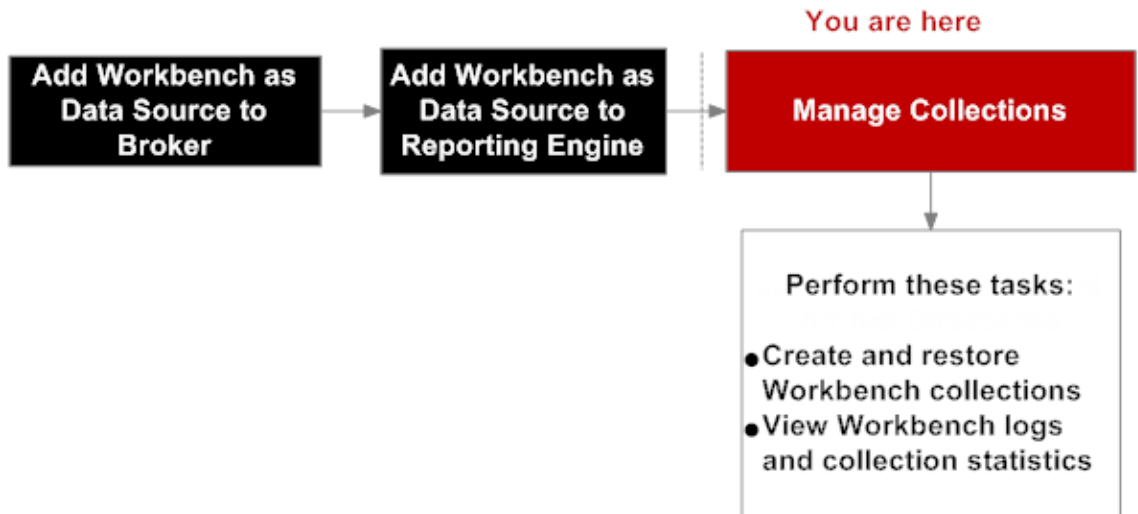 You are here
Add Workbench as
Data Source to
Broker
Add Workbench as
Data Source to
Reporting Engine
Manage Collections
Perform these tasks:
●Create and restore
Workbench collections
●View Workbench logs
and collection statistics